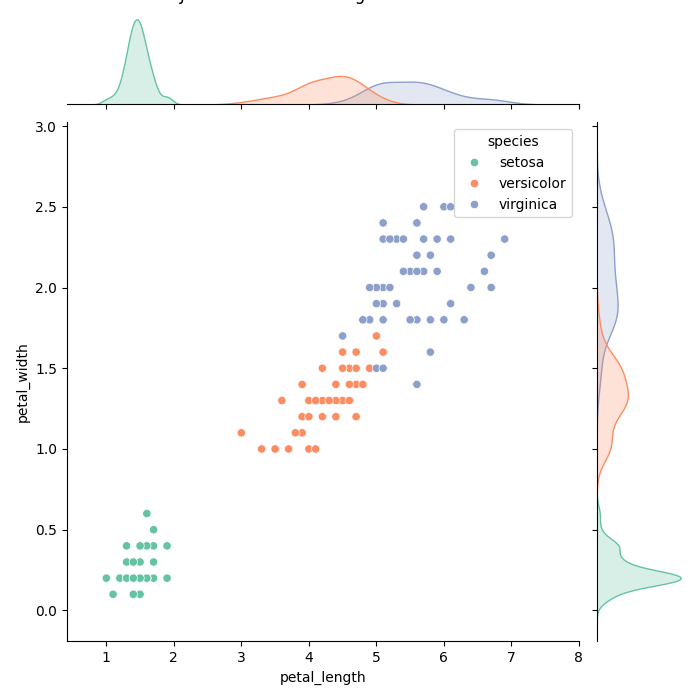 3.0
2.5
2.0
1.5
1.0
0.5
0.0
petal_width
species
setosa
versicolor
virginica
1 2 3 4 5 6 7 8
petal_length